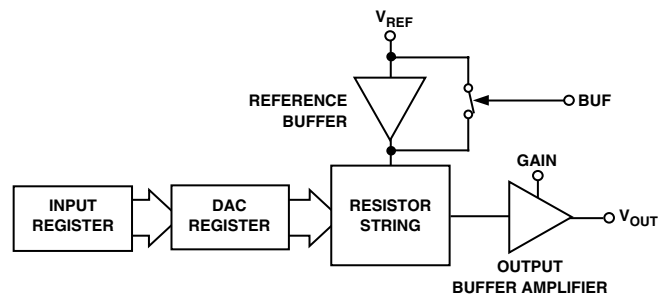 VREF
REFERENCE
BUFFER
BUF
GAIN
INPUT
REGISTER
DAC
REGISTER
RESISTOR
STRING
VOUT
OUTPUT
BUFFER AMPLIFIER